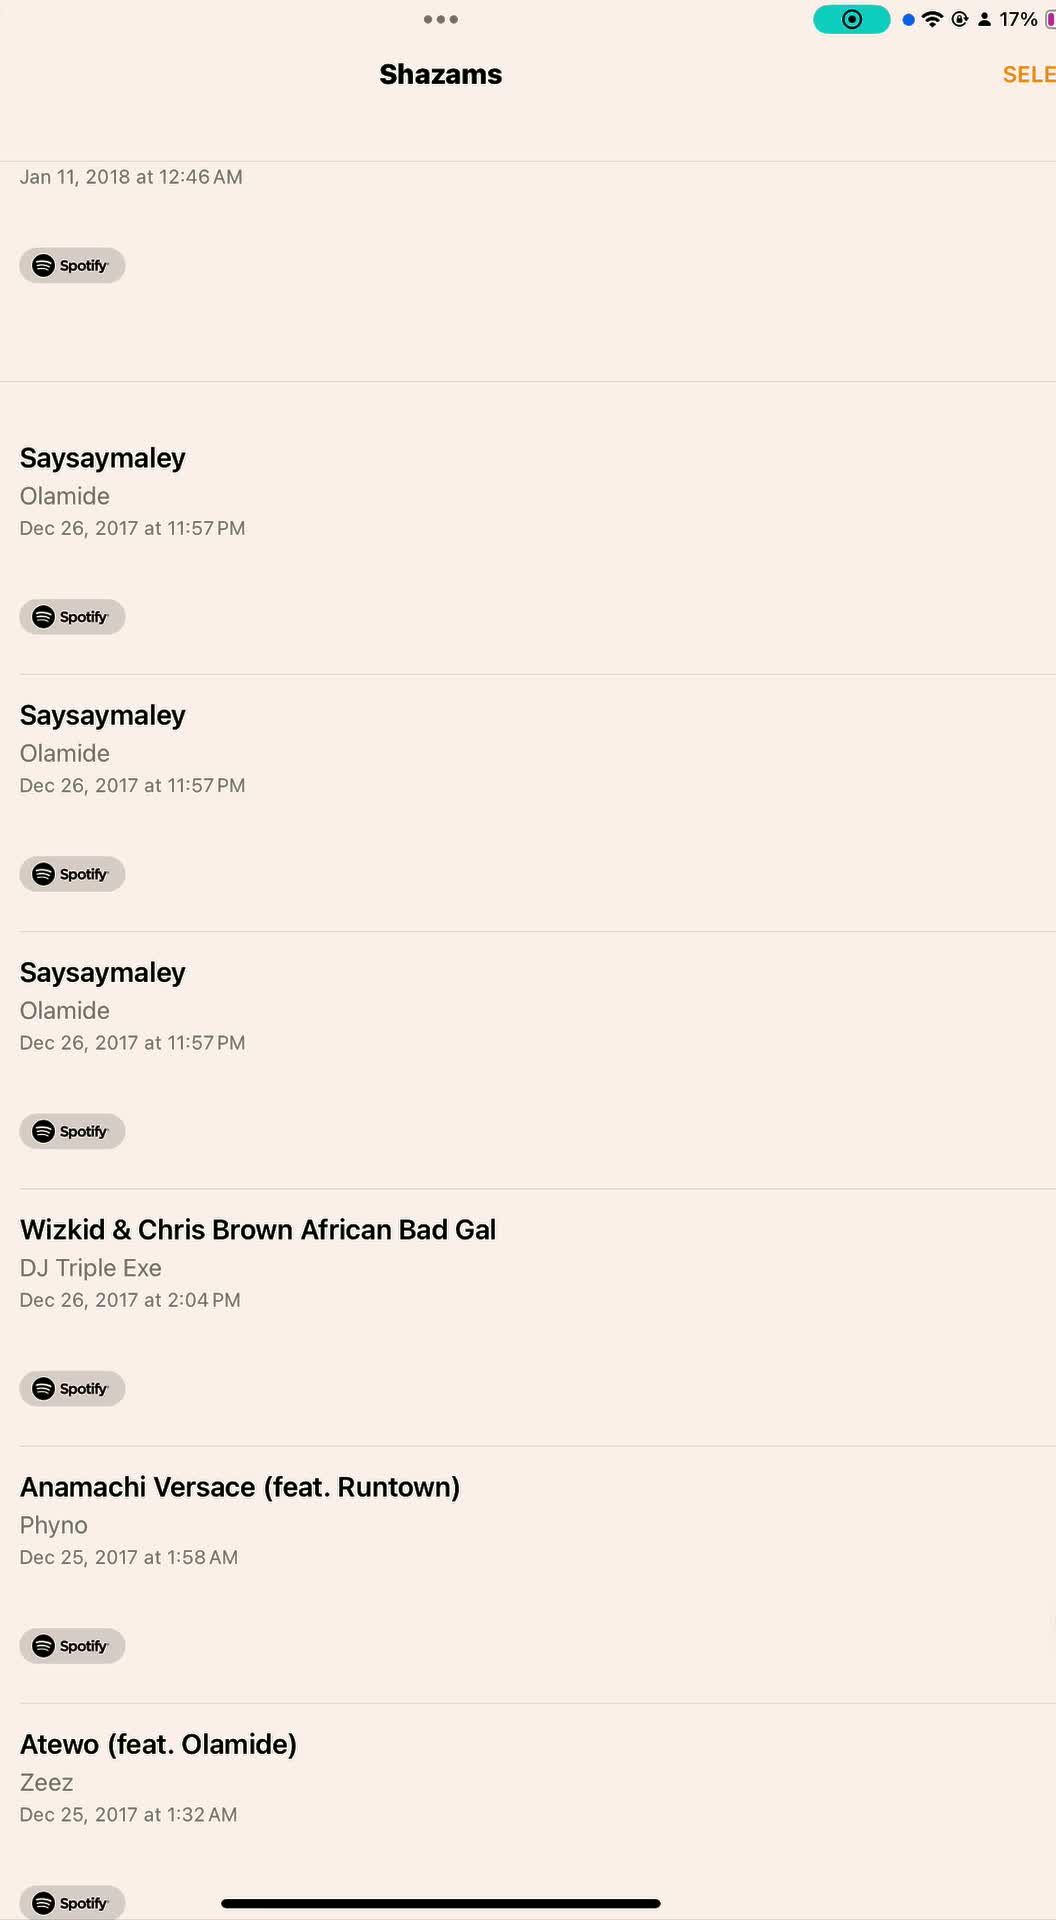 17%
Shazams
SELE
Jan 11, 2018 at 12:46 AM
Spotify
Saysaymaley
Olamide
Dec 26, 2017 at 11:57 PM
Spotify
Saysaymaley
Olamide
Dec 26, 2017 at 11:57 PM
Spotify
Saysaymaley
Olamide
Dec 26, 2017 at 11:57 PM
Spotify
Wizkid & Chris Brown African Bad Gal
DJ Triple Exe
Dec 26, 2017 at 2:04 PM
Spotify
Anamachi Versace (feat. Runtown)
Phyno
Dec 25, 2017 at 1:58 AM
Spotify
Atewo (feat. Olamide)
Zeez
Dec 25, 2017 at 1:32 AM
Spotify